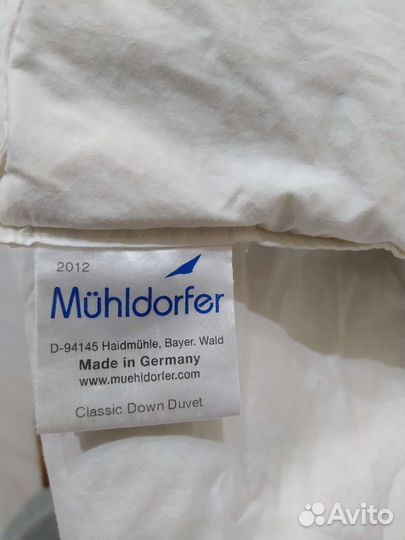 2012
Mühldorfer
D-94145 Haidmühle, Bayer. Wald
Made in Germany
www.muehldorfer.com
Classic Down Duvet
Avito